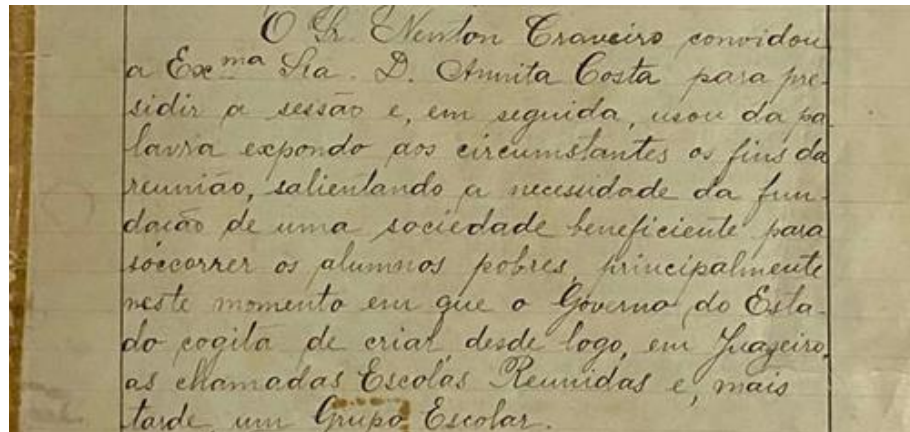 O Sr. Newton Craveiro convidou
a Exma Sra. D. Annita Costa para pre-
sidir a sessão e, em seguida, usou da pa
lavra expondo aos circumstantes os fins da
reunião, salientando a necessidade da fun-
dação de uma sociedade beneficiente para
soccorrer os alumnos pobres, principalmente
neste momento em que o Governo do Esta-
do cogita de criar desde logo, em Juazeiro,
as chamadas Escolas Reunidas e, mais
tarde um Grupo Escolar.